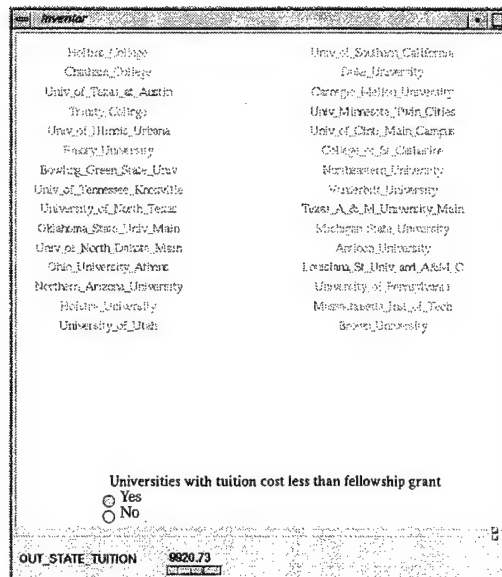 Inventor
Univ_of_Southern_California
Chatham_College
Duke_University
Univ_of_Texas_at_Austin
Carnegie_Mellon_University
Trinity_College
Univ_Minnesota_Twin_Cities
Univ_of_Illinois_Urbana
Univ_of_Cinti_Main_Campus
Emory_University
College_of_St_Catherine
Bowling_Green_State_Univ
Northeastern_University
Univ_of_Tennessee_Knoxville
Vanderbilt_University
University_of_North_Texas
Texas_A_&_M_University_Main
Oklahoma_State_Univ_Main
Michigan_State_University
Univ_of_North_Dakota_Main
Antioch_University
Ohio_University_Athens
Louisiana_St_Univ_and_A&M_C
Northern_Arizona_University
University_of_Pennsylvania
Massachusetts_Inst_of_Tech
University_of_Utah
Brown_University
Universities with tuition cost less than fellowship grant
Yes
No
OUT_STATE_TUITION 9920.73